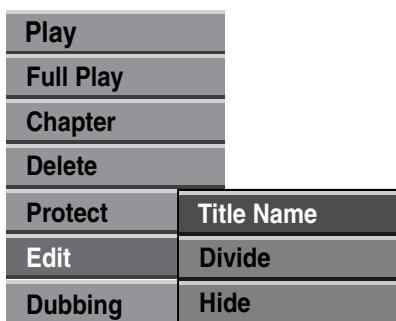 Play
Full Play
Chapter
Delete
Protect
Edit
Dubbing
Title Name
Divide
Hide